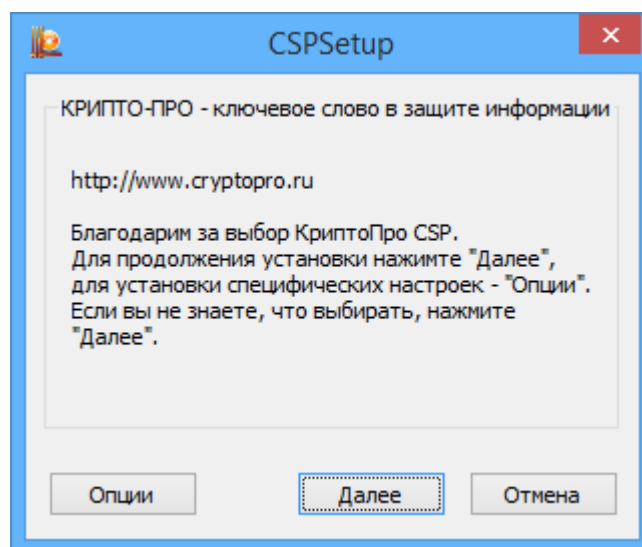 CSPSetup
КРИПТО-ПРО - ключевое слово в защите информации
http://www.cryptopro.ru
Благодарим за выбор КриптоПро CSP.
Для продолжения установки нажимте "Далее",
для установки специфических настроек - "Опции".
Если вы не знаете, что выбирать, нажмите
"Далее".
Опции Далее Отмена